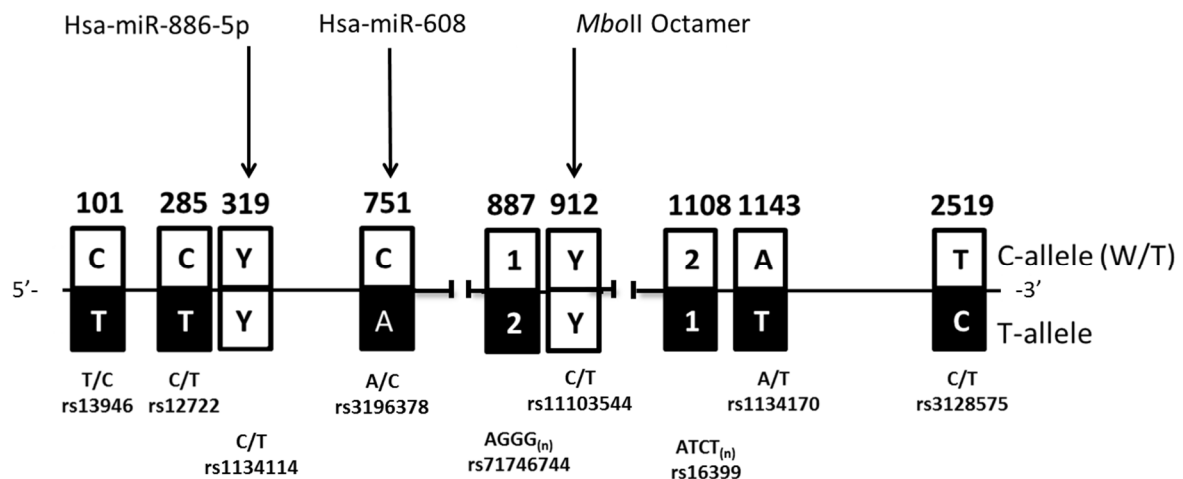 Hsa-miR-886-5p Hsa-miR-608 MboII Octamer
101 285 319 751 887 912 1108 1143 2519
C C Y C 1 Y 2 A T C-allele (W/T)
5’- -3’
T T Y A 2 Y 1 T C T-allele
T/C C/T A/C C/T A/T C/T
rs13946 rs12722 rs3196378 rs11103544 rs1134170 rs3128575
C/T AGGG(n) ATCT(n)
rs1134114 rs71746744 rs16399